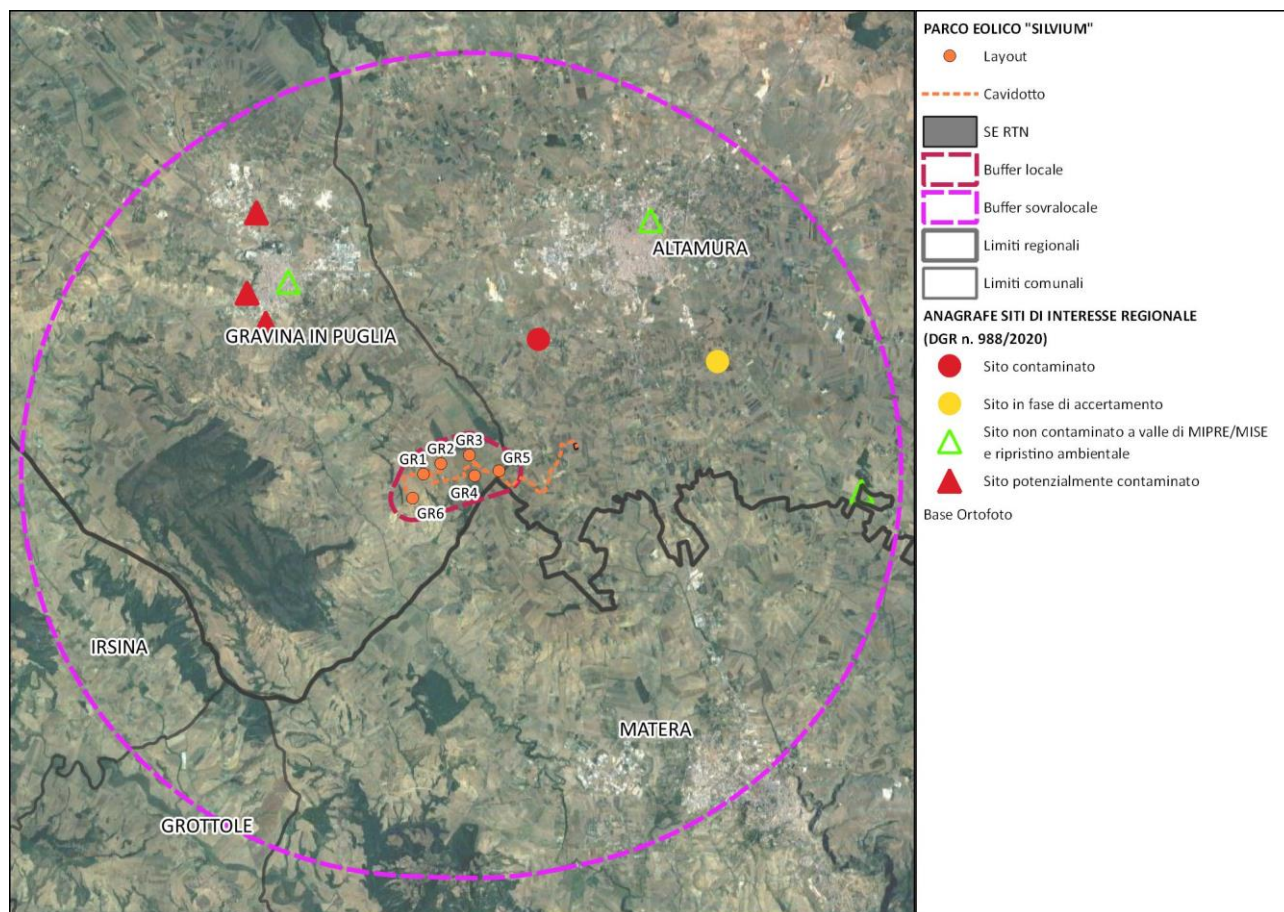 ALTAMURA
GRAVINA IN PUGLIA
GR3
GR2
GR1
GR5
GR4
GR6
IRSINA
MATERA
GROTTOLE
PARCO EOLICO "SILVIUM"
Layout
Cavidotto
SE RTN
Buffer locale
Buffer sovralocale
Limiti regionali
Limiti comunali
ANAGRAFE SITI DI INTERESSE REGIONALE
(DGR n. 988/2020)
Sito contaminato
Sito in fase di accertamento
Sito non contaminato a valle di MIPRE/MISE
e ripristino ambientale
Sito potenzialmente contaminato
Base Ortofoto